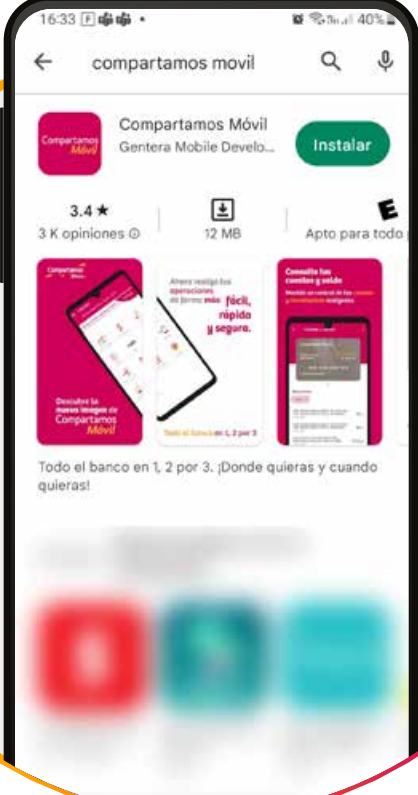 16:33
40%
compartamos movil
Compartamos
Móvil
Compartamos Móvil
Gentera Mobile Develo...
Instalar
3.4 ★
3 K opiniones
12 MB
E
Apto para todo
Compartamos
Móvil
Descubre la
nueva imagen de
Compartamos
Móvil
Ahora realiza tus
operaciones
de forma más fácil,
rápida
y segura.
Todo el banco en 1, 2 por 3
Consulta tus
cuentas y saldo
Todo el banco en 1, 2 por 3. ¡Donde quieras y cuando
quieras!